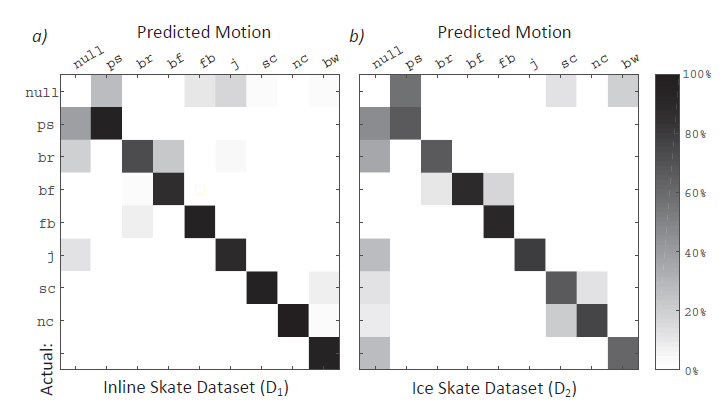 a) Predicted Motion
b) Predicted Motion
null ps br bf fb j sc nc bw
null ps br bf fb j sc nc bw
null
ps
br
bf
fb
j
sc
nc
Actual:
100%
80%
60%
40%
20%
0%
Inline Skate Dataset (D₁)
Ice Skate Dataset (D₂)